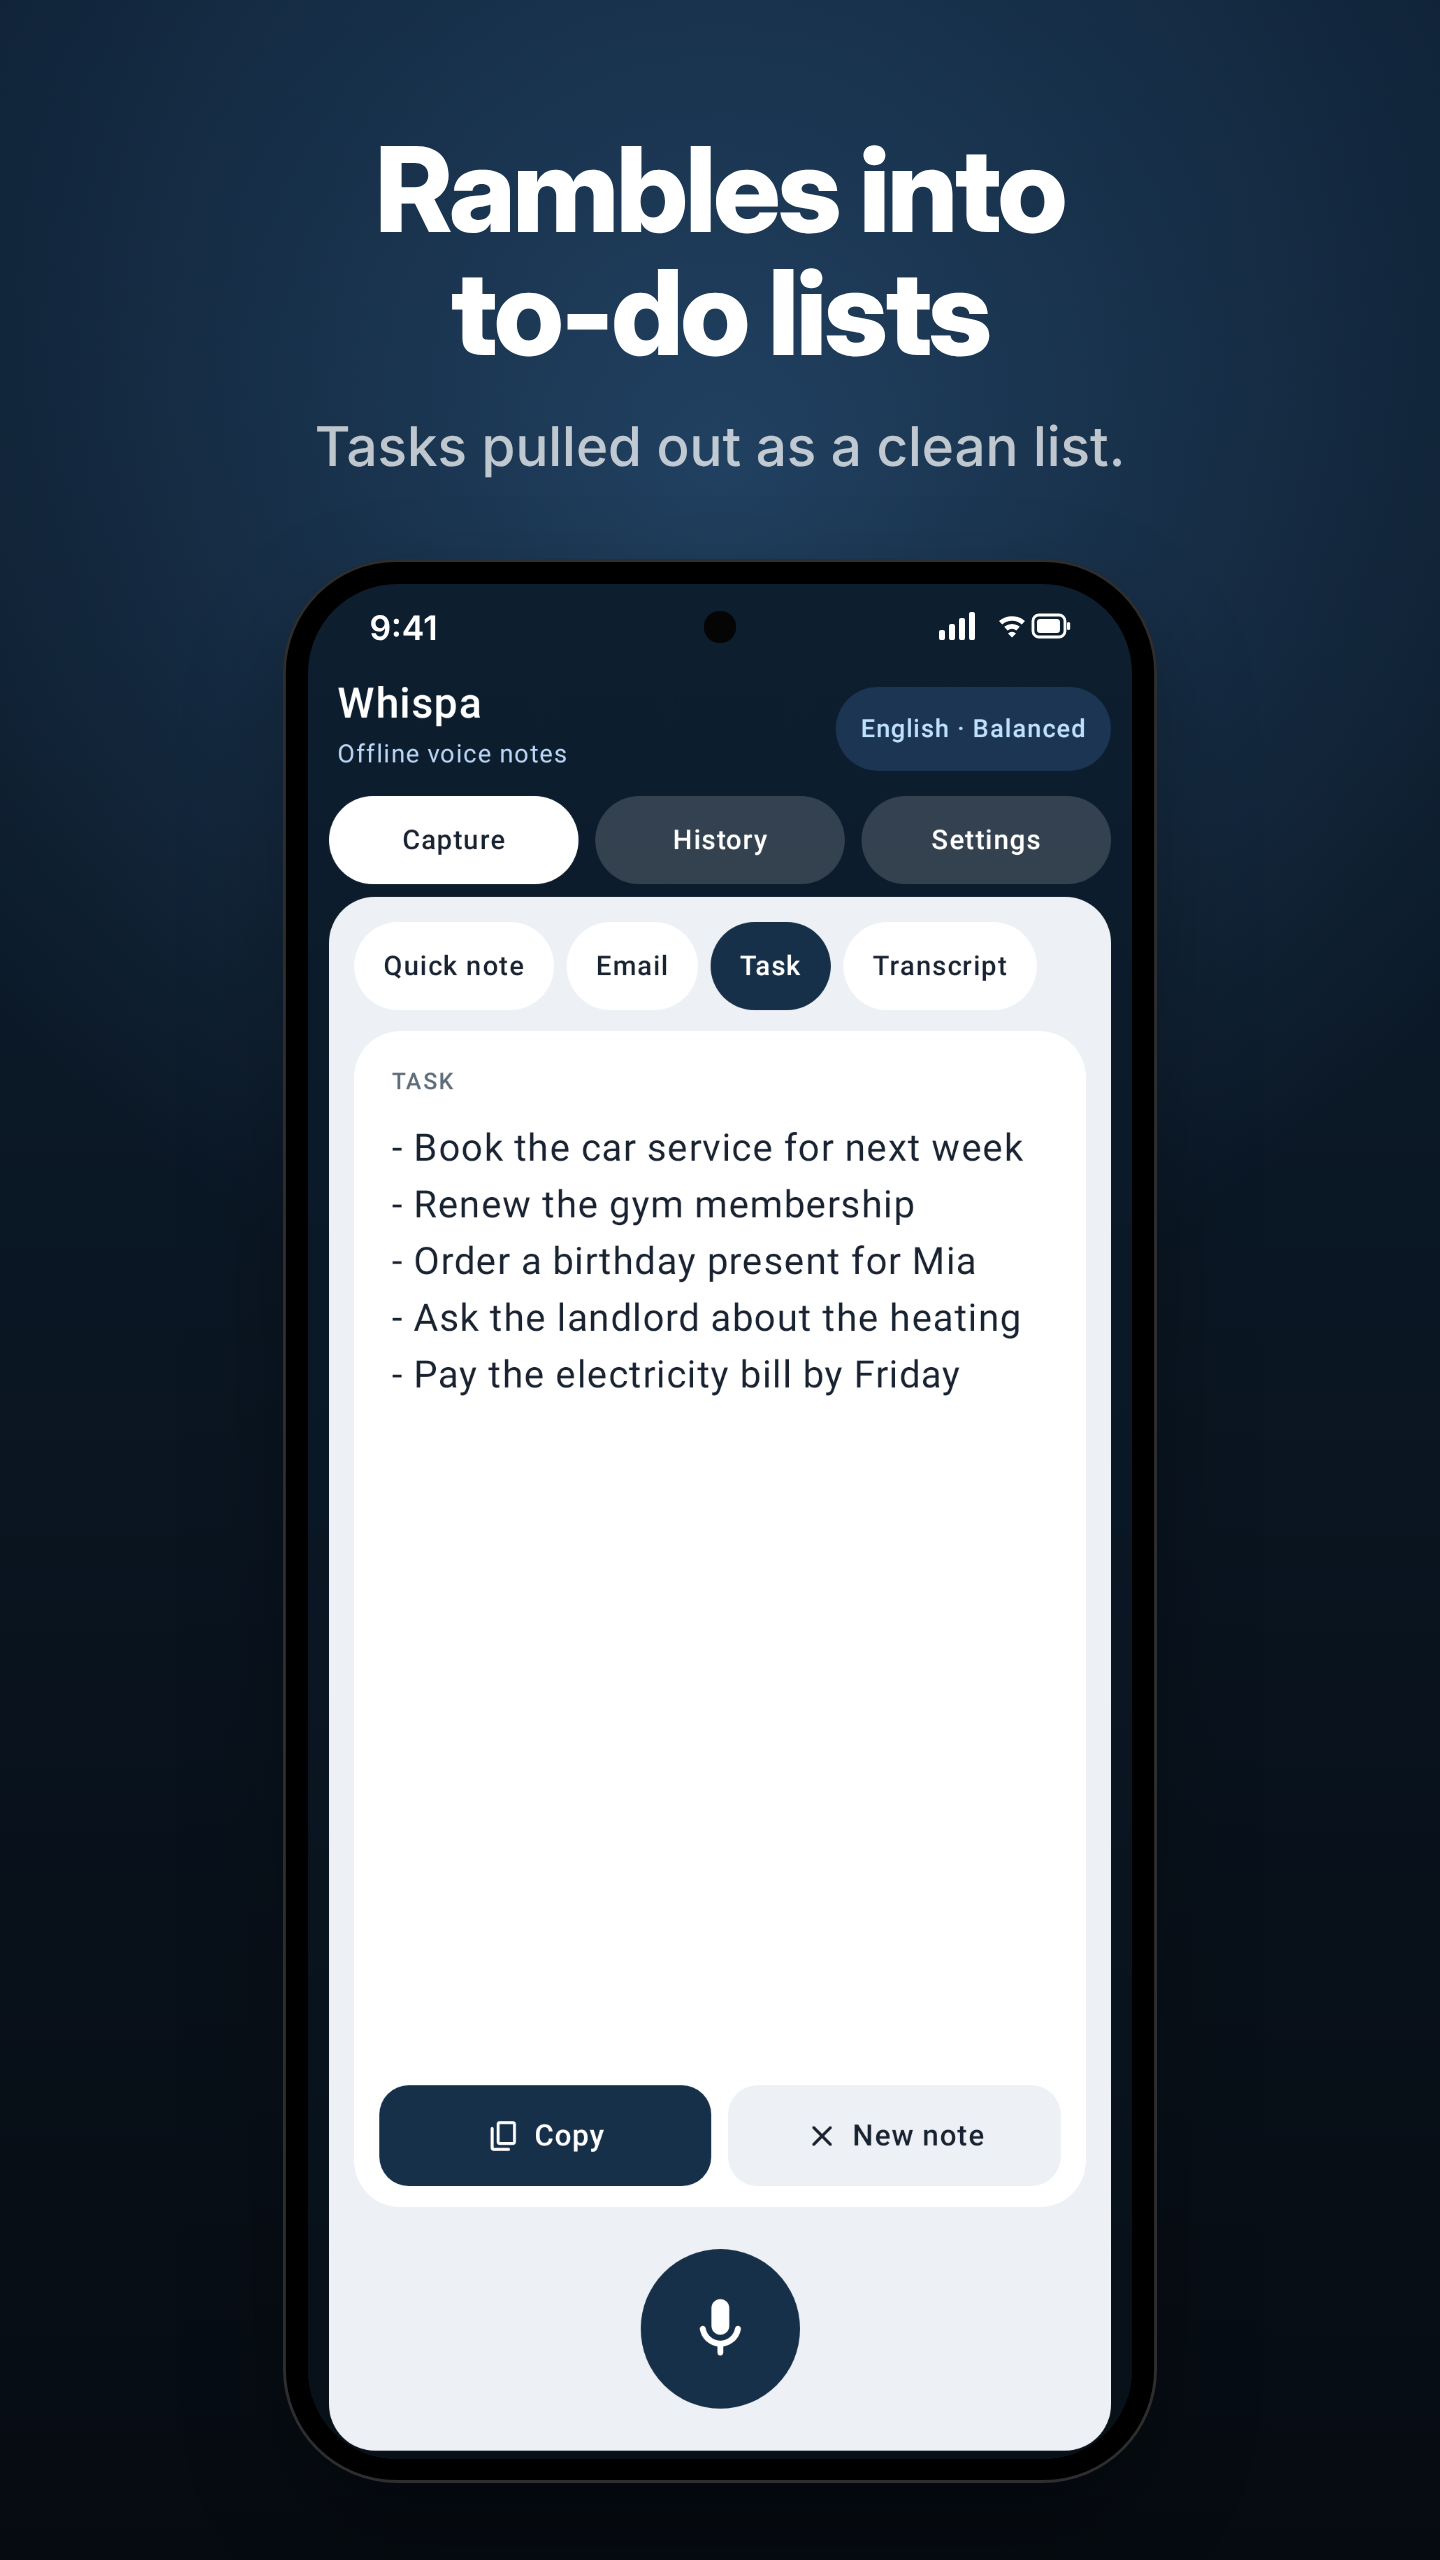 Rambles into
to-do lists
Tasks pulled out as a clean list.
9:41
Whispa
Offline voice notes
English · Balanced
Capture
History
Settings
Quick note
Email
Task
Transcript
TASK
- Book the car service for next week
- Renew the gym membership
- Order a birthday present for Mia
- Ask the landlord about the heating
- Pay the electricity bill by Friday
Copy
New note